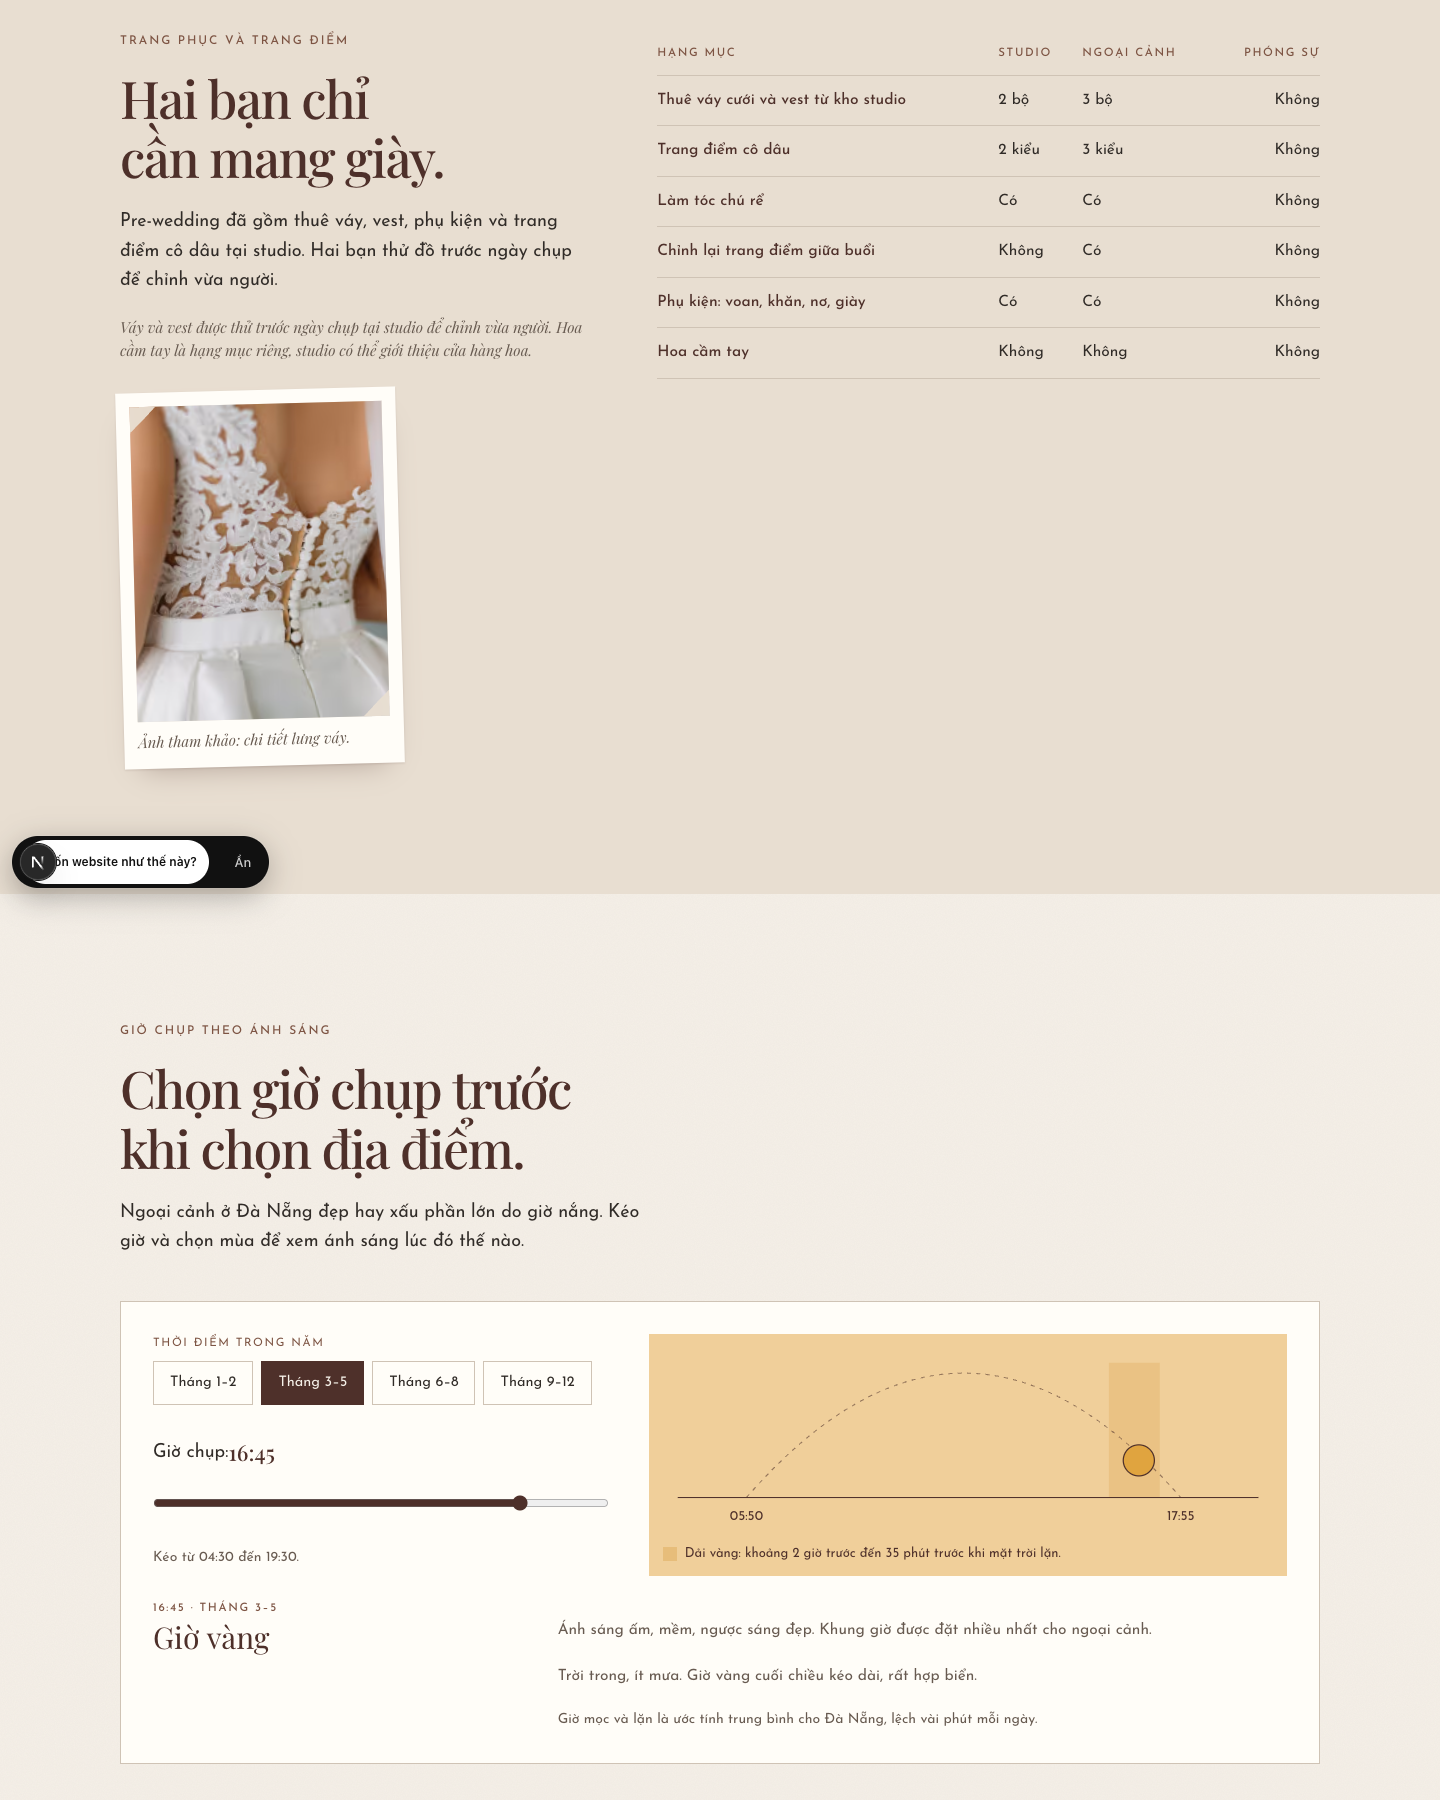 TRANG PHỤC VÀ TRANG ĐIỂM
Hai bạn chỉ
cần mang giày.
Pre-wedding đã gồm thuê váy, vest, phụ kiện và trang
điểm cô dâu tại studio. Hai bạn thử đồ trước ngày chụp
để chỉnh vừa người.
Váy và vest được thử trước ngày chụp tại studio để chỉnh vừa người. Hoa
cầm tay là hạng mục riêng, studio có thể giới thiệu cửa hàng hoa.
Ảnh tham khảo: chi tiết lưng váy.
HẠNG MỤC STUDIO NGOẠI CẢNH PHÓNG SỰ
Thuê váy cưới và vest từ kho studio 2 bộ 3 bộ Không
Trang điểm cô dâu 2 kiểu 3 kiểu Không
Làm tóc chú rể Có Có Không
Chỉnh lại trang điểm giữa buổi Không Có Không
Phụ kiện: voan, khăn, nơ, giày Có Có Không
Hoa cầm tay Không Không Không
N website như thế này? Ẩn
GIỜ CHỤP THEO ÁNH SÁNG
Chọn giờ chụp trước
khi chọn địa điểm.
Ngoại cảnh ở Đà Nẵng đẹp hay xấu phần lớn do giờ nắng. Kéo
giờ và chọn mùa để xem ánh sáng lúc đó thế nào.
THỜI ĐIỂM TRONG NĂM
Tháng 1–2 Tháng 3–5 Tháng 6–8 Tháng 9–12
Giờ chụp:16:45
Kéo từ 04:30 đến 19:30.
05:50 17:55
Dải vàng: khoảng 2 giờ trước đến 35 phút trước khi mặt trời lặn.
16:45 · THÁNG 3–5
Giờ vàng
Ánh sáng ấm, mềm, ngược sáng đẹp. Khung giờ được đặt nhiều nhất cho ngoại cảnh.
Trời trong, ít mưa. Giờ vàng cuối chiều kéo dài, rất hợp biển.
Giờ mọc và lặn là ước tính trung bình cho Đà Nẵng, lệch vài phút mỗi ngày.